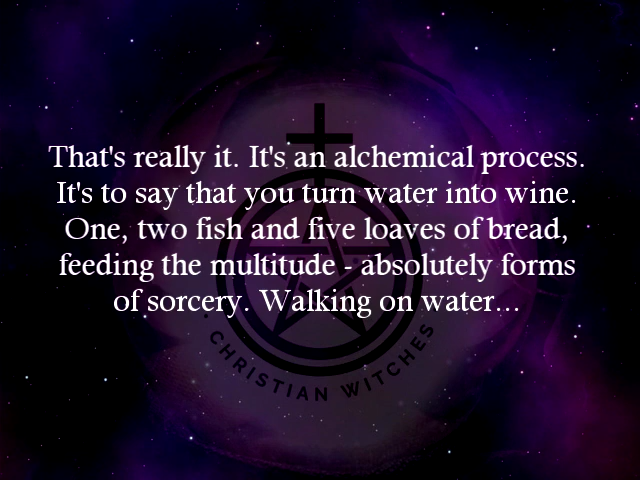 That's really it. It's an alchemical process.
It's to say that you turn water into wine.
One, two fish and five loaves of bread,
feeding the multitude - absolutely forms
of sorcery. Walking on water...
CHRISTIAN WITCHES